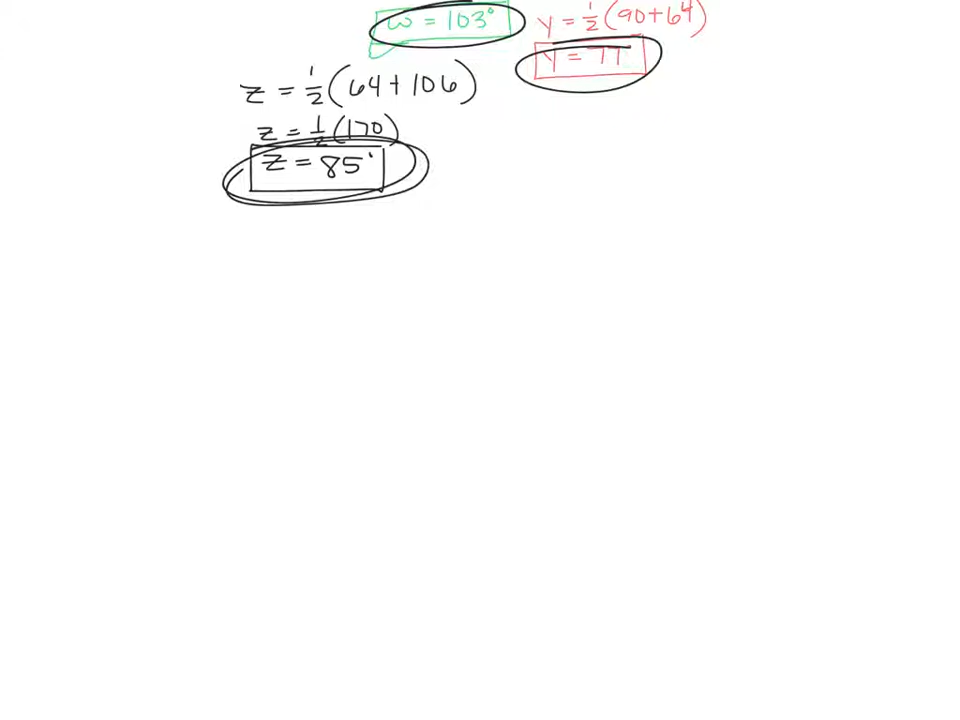 ω = 103°
y = 1/2(90+64)
y = 77
z = 1/2(64+106)
z = 1/2(170)
z = 85°